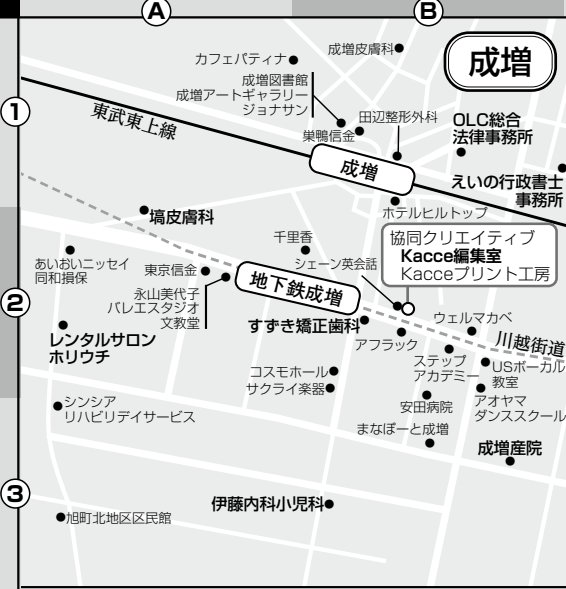 A
B
カフェパティナ
成増皮膚科
成増
成増図書館
成増アートギャラリー
ジョナサン
1
東武東上線
田辺整形外科
巣鴨信金
OLC総合
法律事務所
成増
えいの行政書士
事務所
ホテルヒルトップ
塙皮膚科
千里香
協同クリエイティブ
Kacce編集室
Kacceプリント工房
あいおいニッセイ
同和損保
東京信金
シェーン英会話
地下鉄成増
永山美代子
バレエスタジオ
文教堂
2
すずき矯正歯科
ウェルマカベ
川越街道
レンタルサロン
ホリウチ
アフラック
ステップ
アカデミー
USボーカル
教室
コスモホール
サクライ楽器
アオヤマ
ダンススクール
シンシア
リハビリデイサービス
安田病院
まなぽーと成増
成増産院
3
伊藤内科小児科
旭町北地区区民館